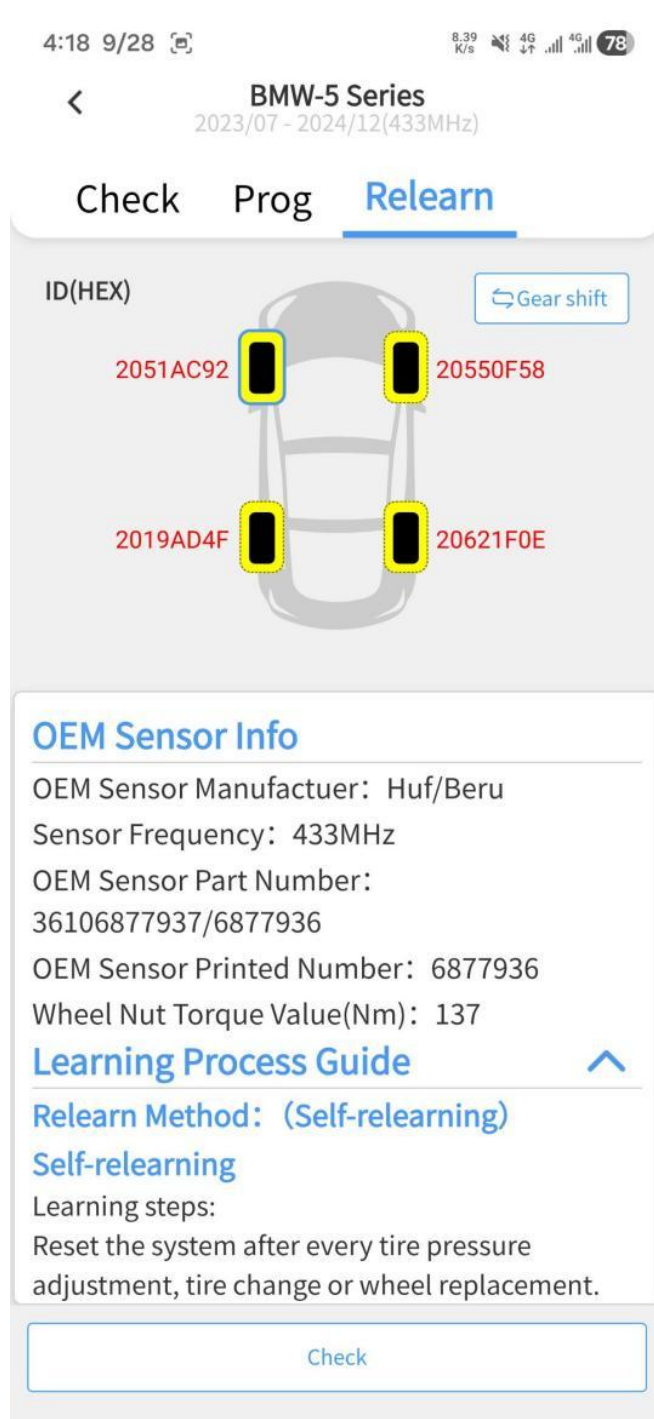 4:18 9/28
8.39 K/s 4G 4G 78
BMW-5 Series
2023/07 - 2024/12(433MHz)
Check Prog Relearn
ID(HEX)
Gear shift
2051AC92 20550F58
2019AD4F 20621F0E
OEM Sensor Info
OEM Sensor Manufactuer：Huf/Beru
Sensor Frequency：433MHz
OEM Sensor Part Number：
36106877937/6877936
OEM Sensor Printed Number：6877936
Wheel Nut Torque Value(Nm)：137
Learning Process Guide
Relearn Method：（Self-relearning）
Self-relearning
Learning steps:
Reset the system after every tire pressure
adjustment, tire change or wheel replacement.
Check